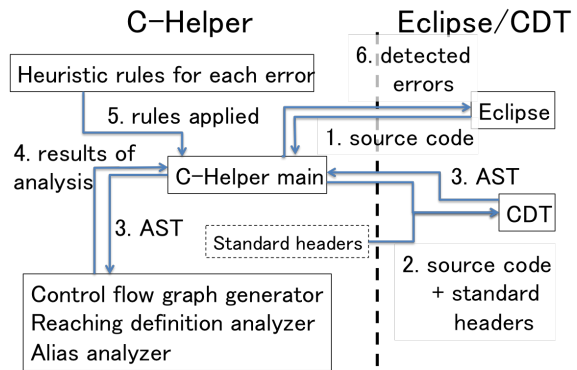 C-Helper
Eclipse/CDT
6. detected
errors
Heuristic rules for each error
Eclipse
5. rules applied
1. source code
4. results of
analysis
C-Helper main
3. AST
CDT
3. AST
Standard headers
2. source code
+ standard
headers
Control flow graph generator
Reaching definition analyzer
Alias analyzer